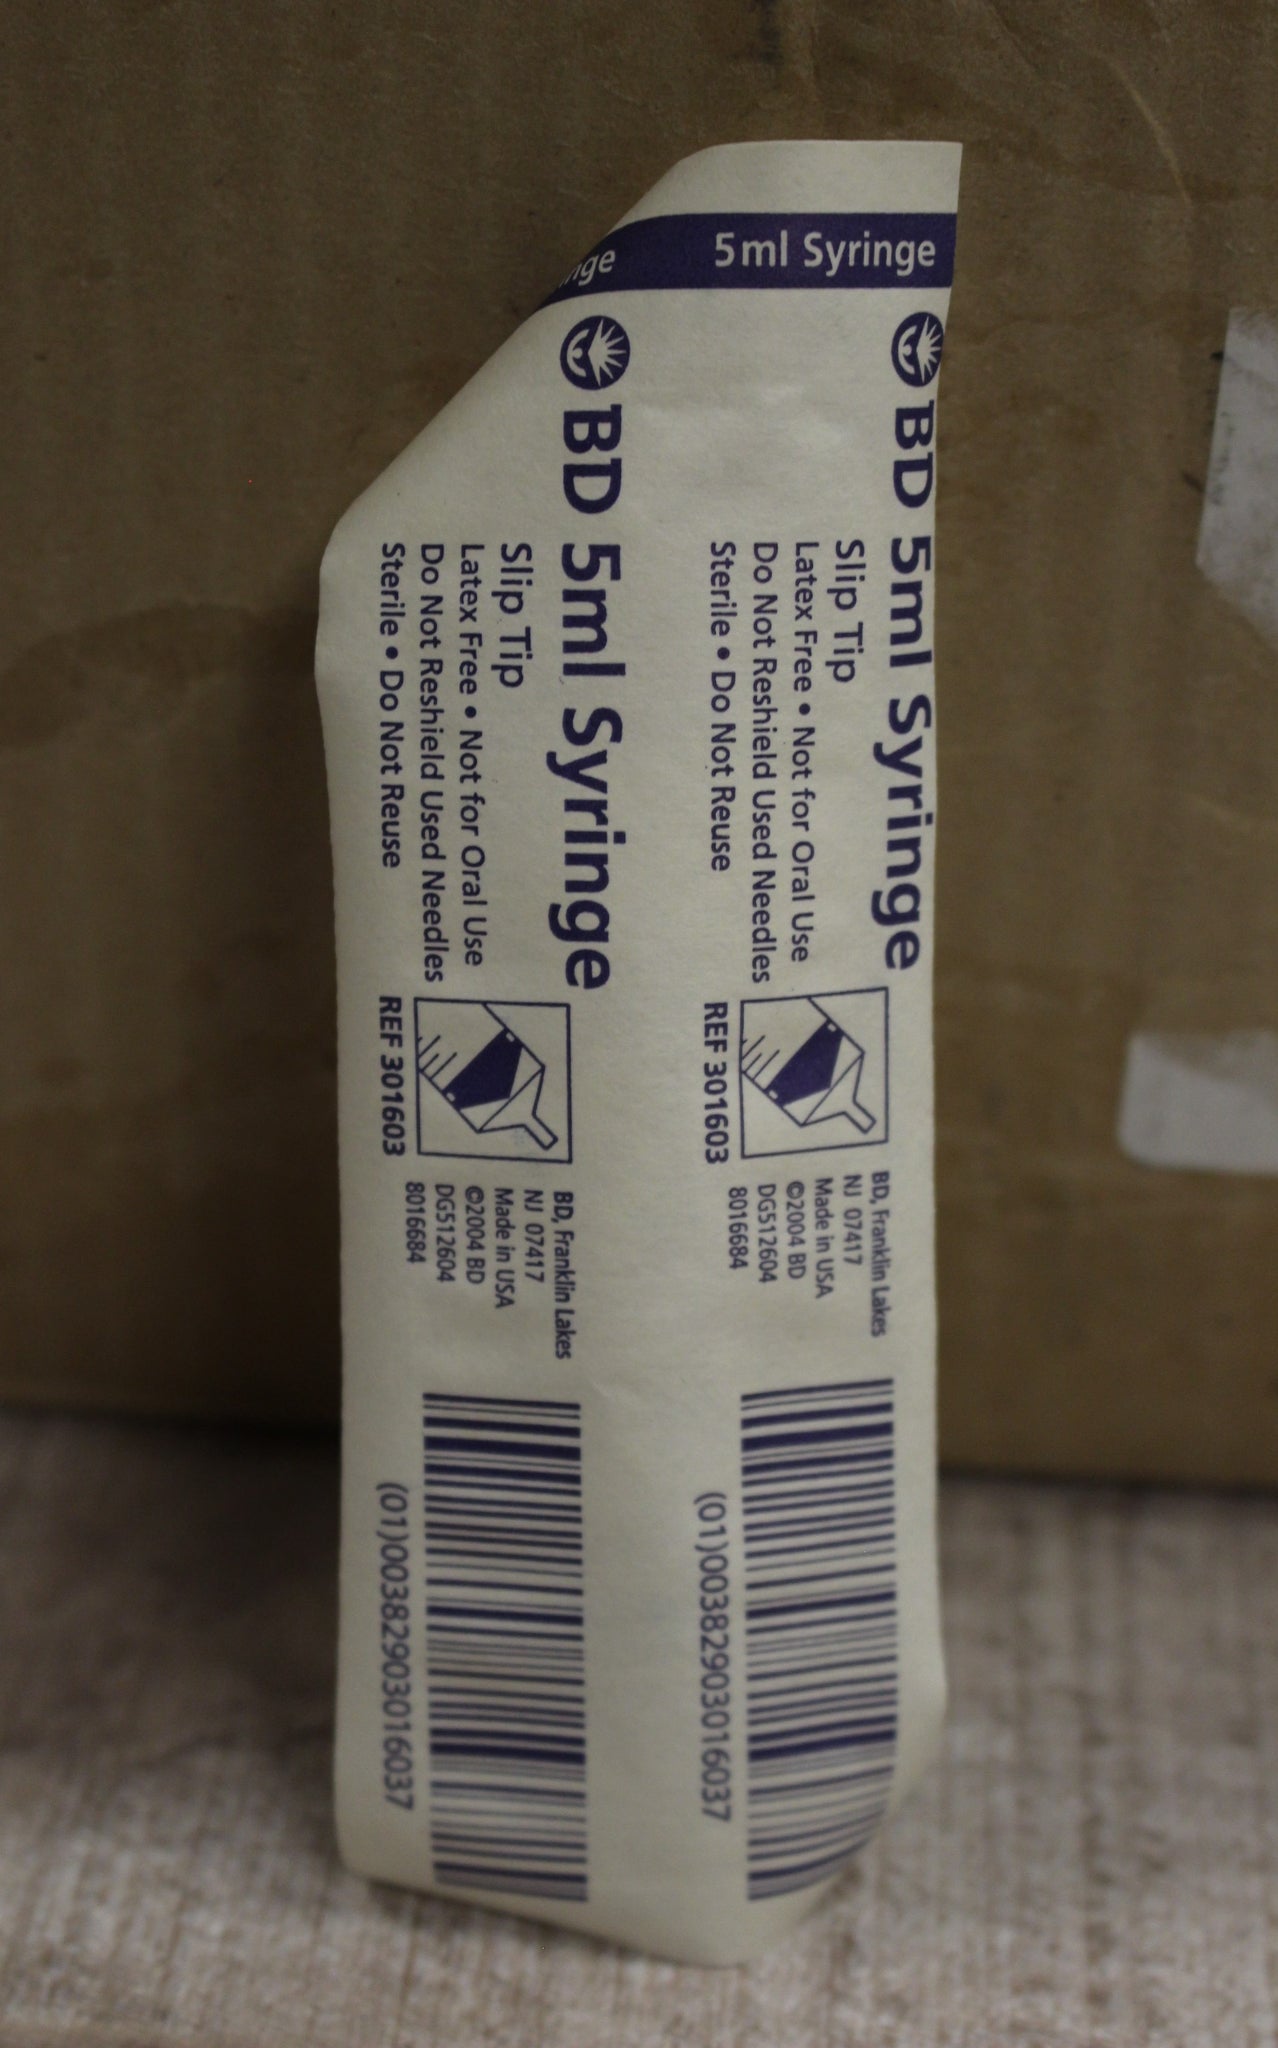 5ml Syringe
nge
BD 5ml Syringe
Slip Tip
Latex Free • Not for Oral Use
Do Not Reshield Used Needles
Sterile • Do Not Reuse
REF 301603
BD, Franklin Lakes
NJ 07417
Made in USA
©2004 BD
DG512604
8016684
(01)00382903016037
BD 5ml Syringe
Slip Tip
Latex Free • Not for Oral Use
Do Not Reshield Used Needles
Sterile • Do Not Reuse
REF 301603
BD, Franklin Lakes
NJ 07417
Made in USA
©2004 BD
DG512604
8016684
(01)00382903016037